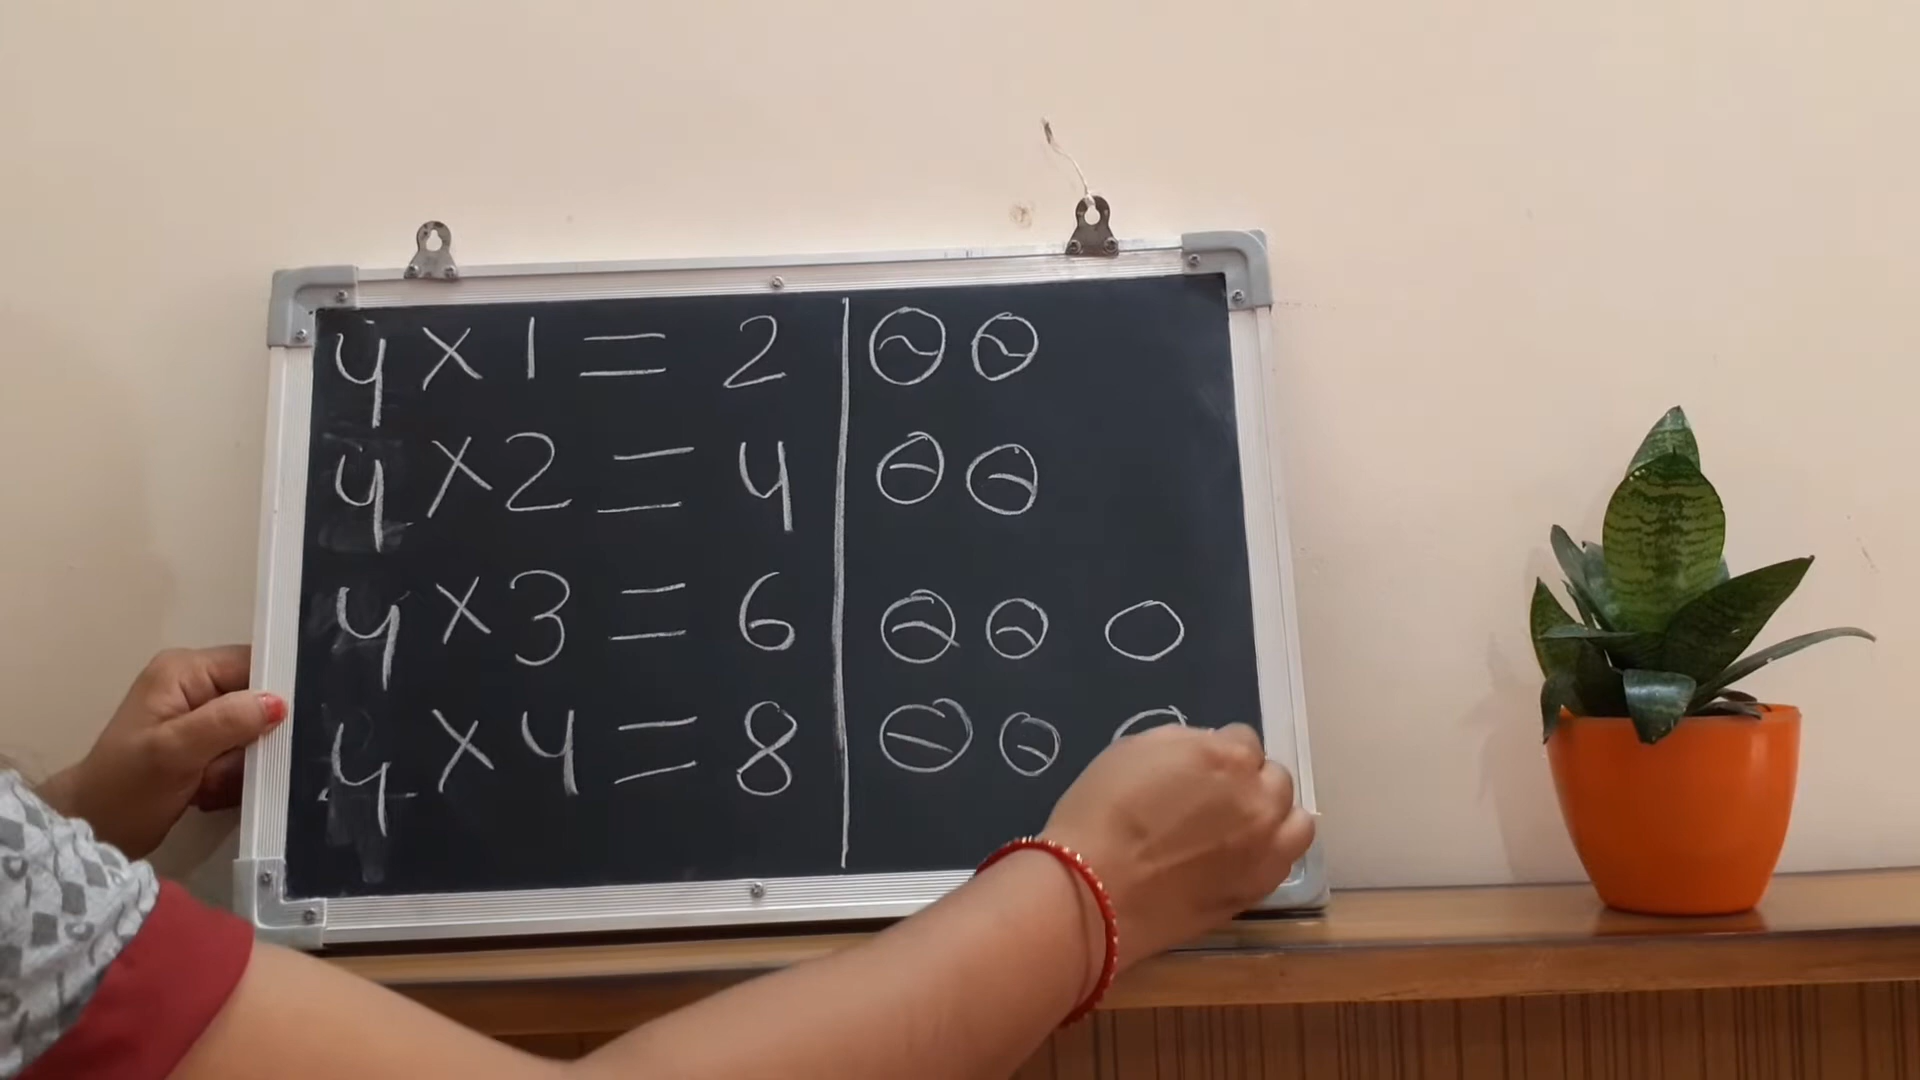 4 × 1 = 2
4 × 2 = 4
4 × 3 = 6
4 × 4 = 8